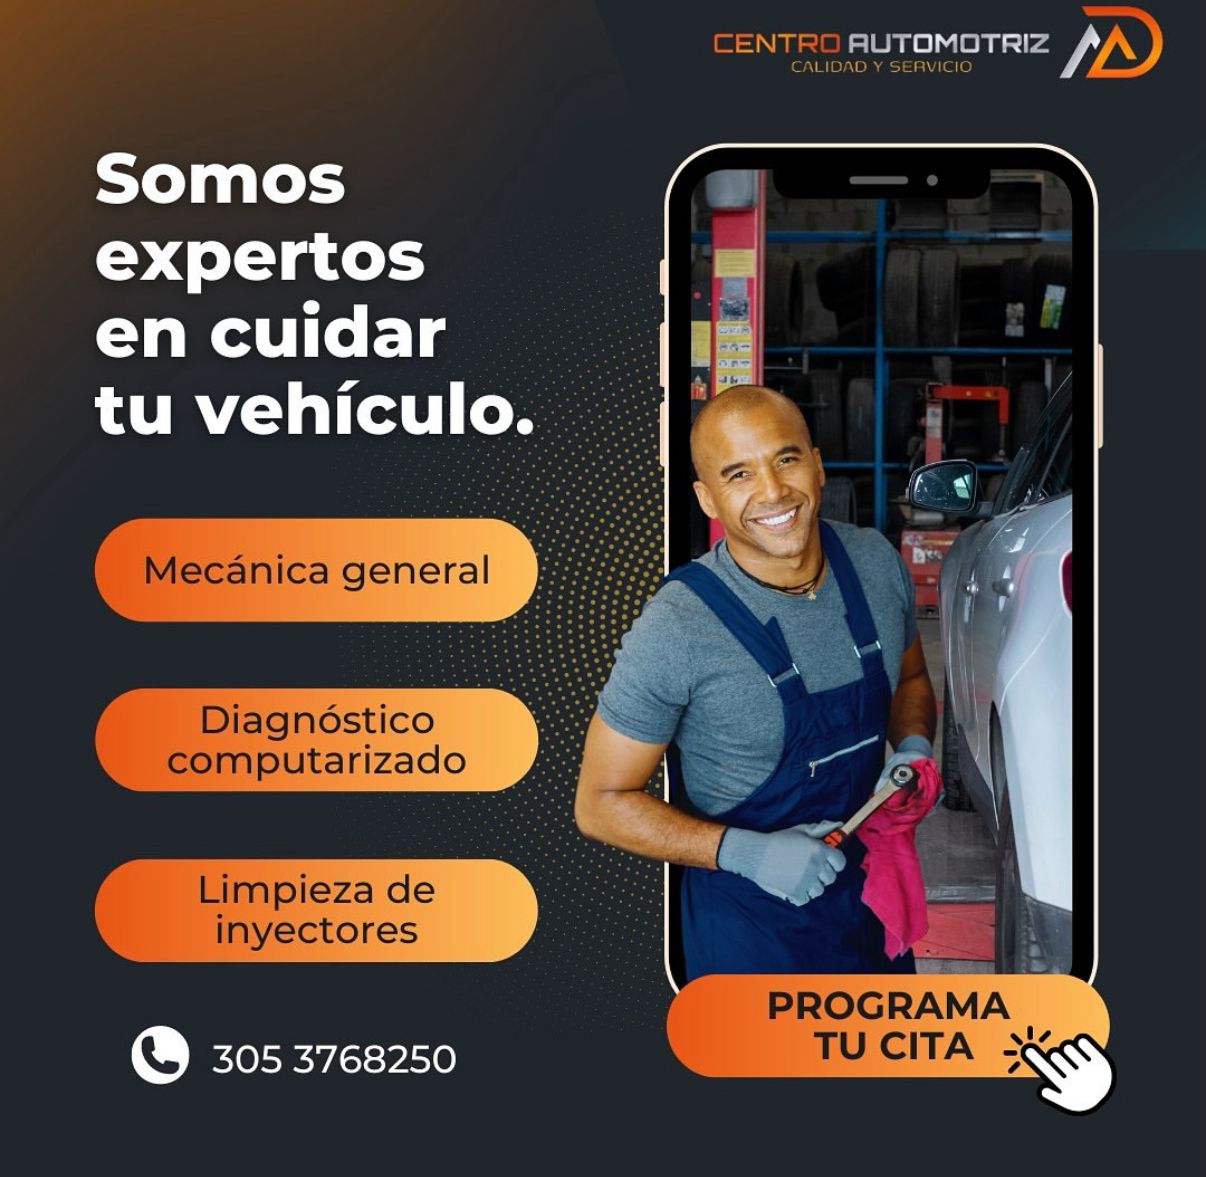 CENTRO AUTOMOTRIZ
CALIDAD Y SERVICIO
Somos
expertos
en cuidar
tu vehículo.
Mecánica general
Diagnóstico
computarizado
Limpieza de
inyectores
305 3768250
PROGRAMA
TU CITA